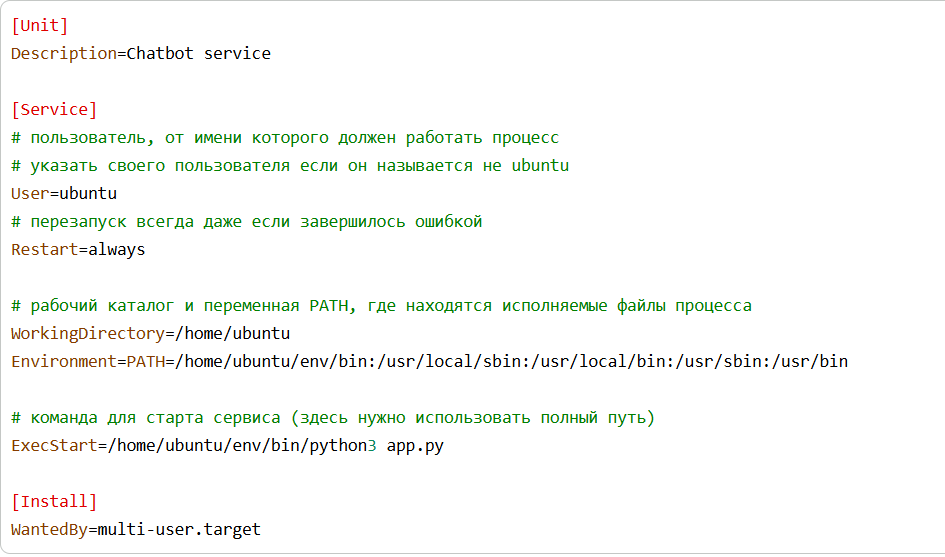 [Unit]
Description=Chatbot service
[Service]
# пользователь, от имени которого должен работать процесс
# указать своего пользователя если он называется не ubuntu
User=ubuntu
# перезапуск всегда даже если завершилось ошибкой
Restart=always
# рабочий каталог и переменная PATH, где находятся исполняемые файлы процесса
WorkingDirectory=/home/ubuntu
Environment=PATH=/home/ubuntu/env/bin:/usr/local/sbin:/usr/local/bin:/usr/sbin:/usr/bin
# команда для старта сервиса (здесь нужно использовать полный путь)
ExecStart=/home/ubuntu/env/bin/python3 app.py
[Install]
WantedBy=multi-user.target